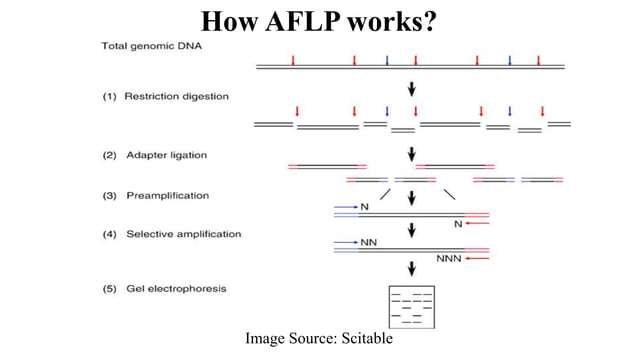 How AFLP works?
Total genomic DNA
(1) Restriction digestion
(2) Adapter ligation
(3) Preamplification
N
N
(4) Selective amplification
NN
NNN
(5) Gel electrophoresis
Image Source: Scitable